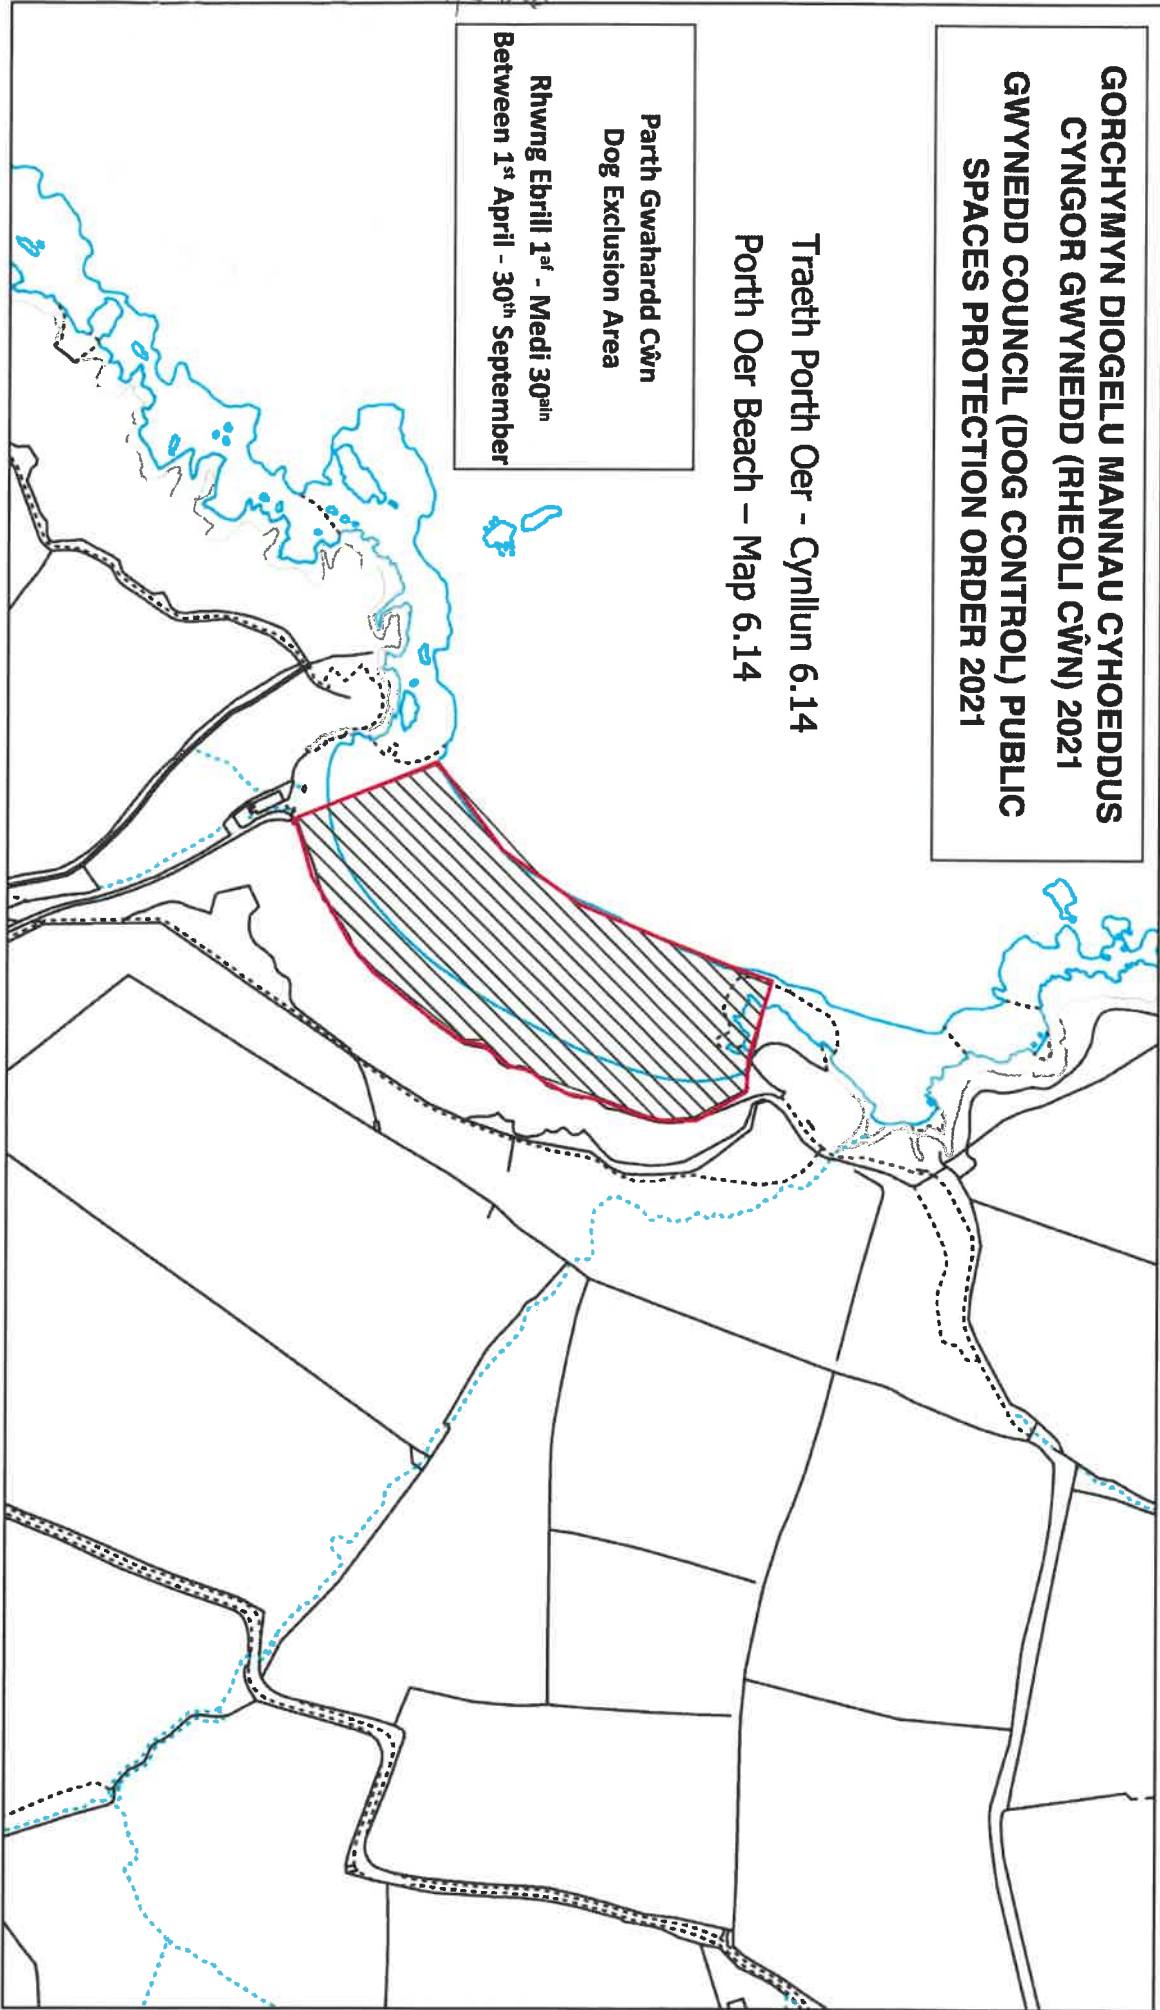 GORCHYMYN DIOGELU MANNAU CYHOEDDUS
CYNGOR GWYNEDD (RHEOLI CŴN) 2021
GWYNEDD COUNCIL (DOG CONTROL) PUBLIC
SPACES PROTECTION ORDER 2021
Traeth Porth Oer - Cynllun 6.14
Porth Oer Beach – Map 6.14
Parth Gwahardd Cŵn
Dog Exclusion Area
Rhwng Ebrill 1af - Medi 30ain
Between 1st April - 30th September